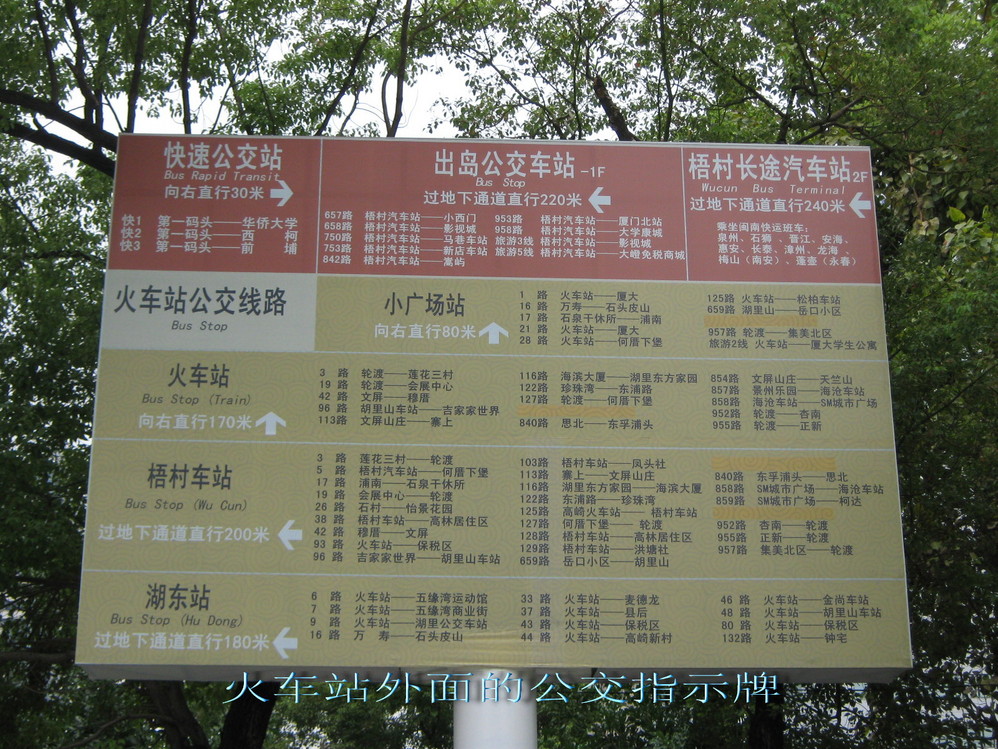 快速公交站
Bus Rapid Transit
向右直行30米
快1 第一码头——华侨大学
快2 第一码头——西 柯
快3 第一码头——前 埔
出岛公交车站-1F
Bus Stop
过地下通道直行220米
657路 梧村汽车站——小西门
658路 梧村汽车站——影视城
750路 梧村汽车站——马巷车站
753路 梧村汽车站——新店车站
842路 梧村汽车站——嵩屿
953路 梧村汽车站——厦门北站
958路 梧村汽车站——大学康城
旅游3线 梧村汽车站——影视城
旅游5线 梧村汽车站——大嶝免税商城
梧村长途汽车站2F
Wucun Bus Terminal
过地下通道直行240米
乘坐闽南快运班车:
泉州、石狮、晋江、安海、
惠安、长泰、漳州、龙海、
梅山(南安)、蓬壶(永春)
火车站公交线路
Bus Stop
小广场站
向右直行80米
1 路 火车站——厦大
16 路 万寿——石头皮山
17 路 石泉干休所——浦南
21 路 火车站——厦大
28 路 火车站——何厝下堡
125路 火车站——松柏车站
659路 湖里山——岳口小区
957路 轮渡——集美北区
旅游2线 火车站——厦大学生公寓
火车站
Bus Stop (Train)
向右直行170米
3 路 轮渡——莲花三村
19 路 轮渡——会展中心
42 路 文屏——穆厝
96 路 胡里山车站——吉家家世界
113路 文屏山庄——寨上
116路 海滨大厦——湖里东方家园
122路 珍珠湾——东浦路
127路 轮渡——何厝下堡
840路 思北——东孚浦头
854路 文屏山庄——天竺山
857路 景州乐园——海沧车站
858路 海沧车站——SM城市广场
952路 轮渡——杏南
955路 轮渡——正新
梧村车站
Bus Stop (Wu Cun)
过地下通道直行200米
3 路 莲花三村——轮渡
5 路 梧村汽车站——何厝下堡
17 路 浦南——石泉干休所
19 路 会展中心——轮渡
26 路 石村——怡景花园
38 路 梧村车站——高林居住区
42 路 穆厝——文屏
93 路 火车站——保税区
96 路 吉家家世界——胡里山车站
103路 梧村车站——凤头社
113路 寨上——文屏山庄
116路 湖里东方家园——海滨大厦
122路 东浦路——珍珠湾
125路 高崎火车站——梧村车站
127路 何厝下堡——轮渡
128路 梧村车站——高林居住区
129路 梧村车站——洪塘社
659路 岳口小区——胡里山
840路 东孚浦头——思北
858路 SM城市广场——海沧车站
859路 SM城市广场——柯达
952路 杏南——轮渡
955路 正新——轮渡
957路 集美北区——轮渡
湖东站
Bus Stop (Hu Dong)
过地下通道直行180米
6 路 火车站——五缘湾运动馆
7 路 火车站——五缘湾商业街
9 路 火车站——湖里公交车站
16 路 万 寿——石头皮山
33 路 火车站——麦德龙
37 路 火车站——县后
43 路 火车站——保税区
44 路 火车站——高崎新村
46 路 火车站——金尚车站
48 路 火车站——胡里山车站
80 路 火车站——保税区
132路 火车站——钟宅
火车站外面的公交指示牌